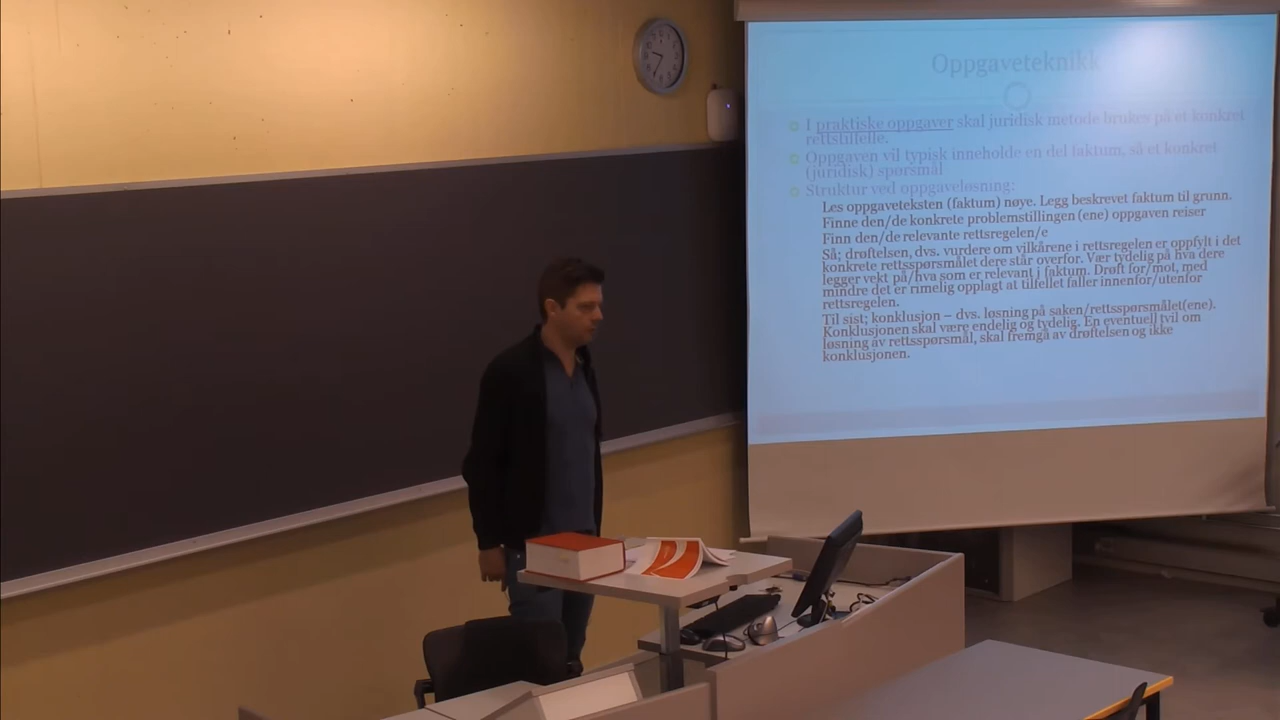 Oppgaveteknikk
I praktiske oppgaver skal juridisk metode brukes på et konkret
rettstilfelle.
Oppgaven vil typisk inneholde en del faktum, så et konkret
(juridisk) spørsmål
Struktur ved oppgaveløsning:
Les oppgaveteksten (faktum) nøye. Legg beskrevet faktum til grunn.
Finne den/de konkrete problemstillingen (ene) oppgaven reiser
Finn den/de relevante rettsregelen/e
Så; drøftelsen, dvs. vurdere om vilkårene i rettsregelen er oppfylt i det
konkrete rettsspørsmålet dere står overfor. Vær tydelig på hva dere
legger vekt på/hva som er relevant i faktum. Drøft for/mot, med
mindre det er rimelig opplagt at tilfellet faller innenfor/utenfor
rettsregelen.
Til sist; konklusjon – dvs. løsning på saken/rettsspørsmålet(ene).
Konklusjonen skal være endelig og tydelig. En eventuell tvil om
løsning av rettsspørsmål, skal fremgå av drøftelsen og ikke
konklusjonen.